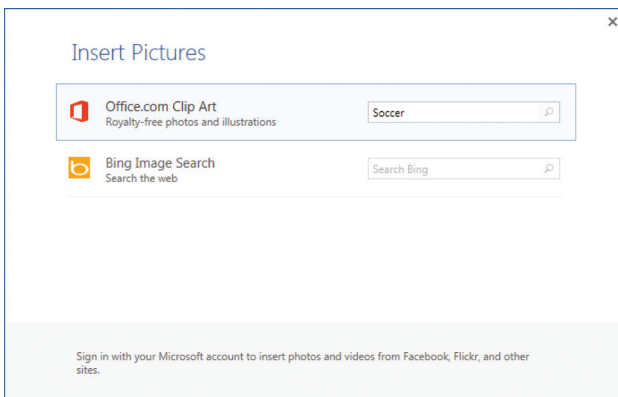 Insert Pictures
Office.com Clip Art
Royalty-free photos and illustrations
Soccer
Bing Image Search
Search the web
Search Bing
Sign in with your Microsoft account to insert photos and videos from Facebook, Flickr, and other
sites.